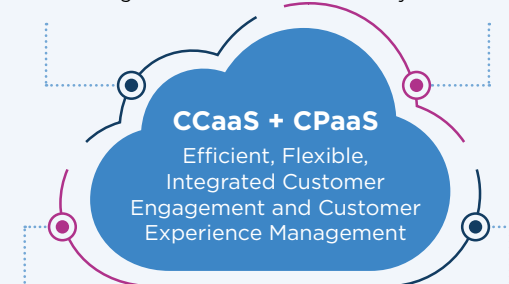 CCaaS + CPaaS
Efficient, Flexible,
Integrated Customer
Engagement and Customer
Experience Management